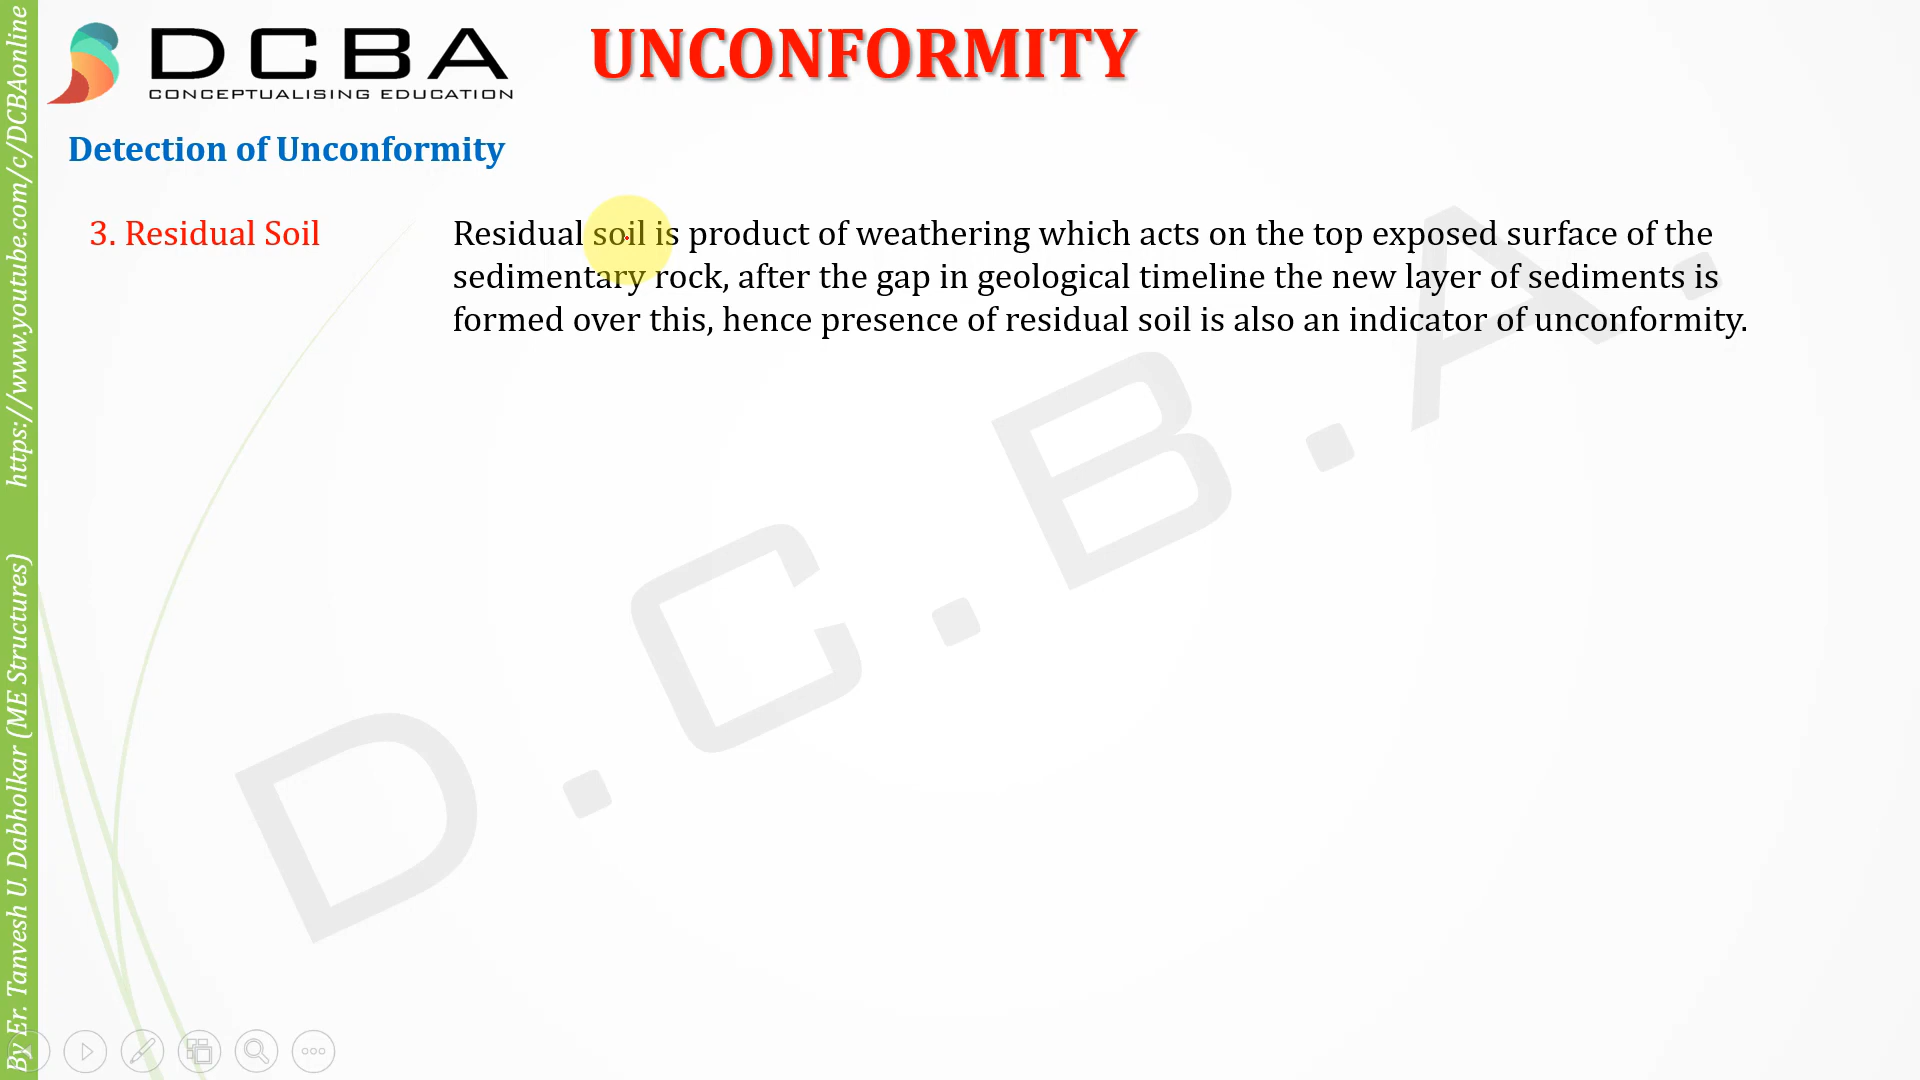 DCBA
CONCEPTUALISING EDUCATION
UNCONFORMITY
Detection of Unconformity
3. Residual Soil
Residual soil is product of weathering which acts on the top exposed surface of the
sedimentary rock, after the gap in geological timeline the new layer of sediments is
formed over this, hence presence of residual soil is also an indicator of unconformity.
D.C.B.A.
By Er. Tanvesh U. Dabholkar (ME Structures) https://www.youtube.com/c/DCBAonline